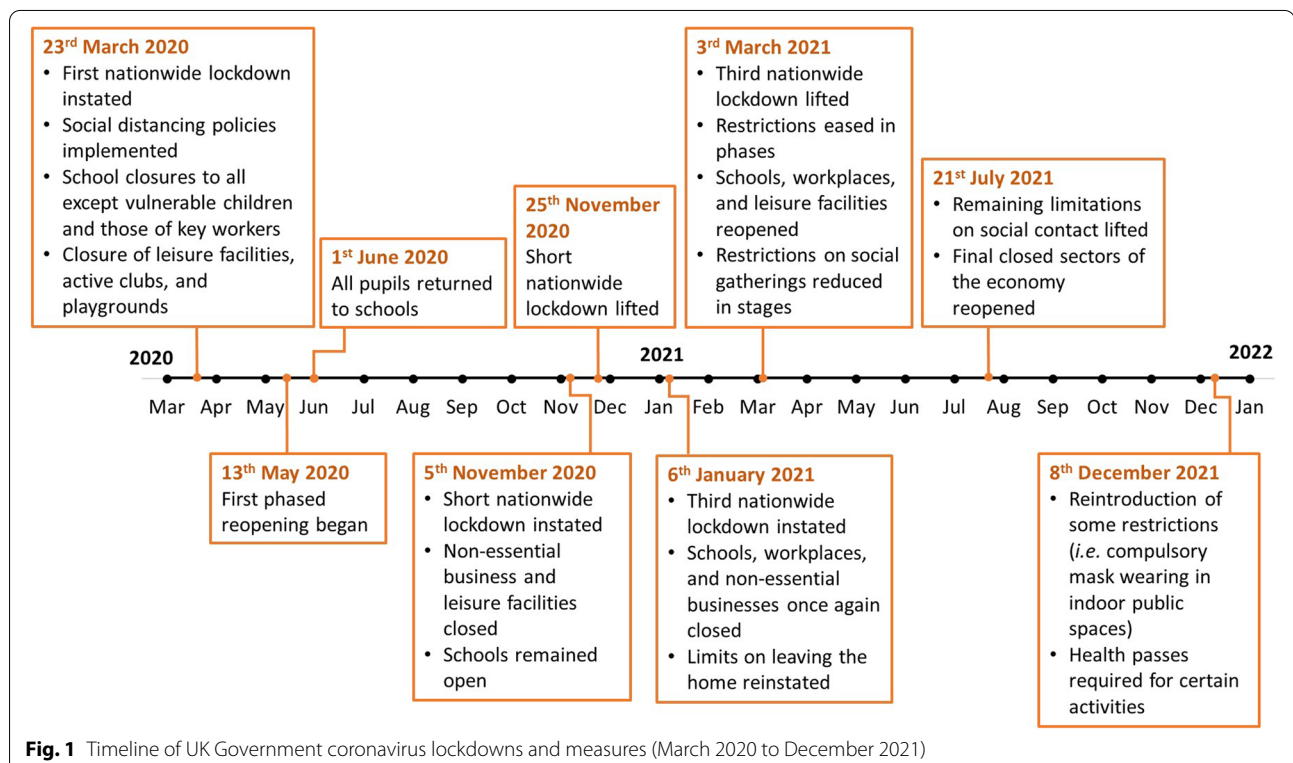 23rd March 2020
• First nationwide lockdown
instated
• Social distancing policies
implemented
• School closures to all
except vulnerable children
and those of key workers
• Closure of leisure facilities,
active clubs, and
playgrounds
1st June 2020
All pupils returned
to schools
25th November
2020
Short
nationwide
lockdown lifted
3rd March 2021
• Third nationwide
lockdown lifted
• Restrictions eased in
phases
• Schools, workplaces,
and leisure facilities
reopened
• Restrictions on social
gatherings reduced
in stages
21st July 2021
• Remaining limitations
on social contact lifted
• Final closed sectors of
the economy
reopened
2020 2021 2022
Mar Apr May Jun Jul Aug Sep Oct Nov Dec Jan Feb Mar Apr May Jun Jul Aug Sep Oct Nov Dec Jan
13th May 2020
First phased
reopening began
5th November 2020
• Short nationwide
lockdown instated
• Non-essential
business and
leisure facilities
closed
• Schools remained
open
6th January 2021
• Third nationwide
lockdown instated
• Schools, workplaces,
and non-essential
businesses once again
closed
• Limits on leaving the
home reinstated
8th December 2021
• Reintroduction of
some restrictions
(i.e. compulsory
mask wearing in
indoor public
spaces)
• Health passes
required for certain
activities
Fig. 1 Timeline of UK Government coronavirus lockdowns and measures (March 2020 to December 2021)